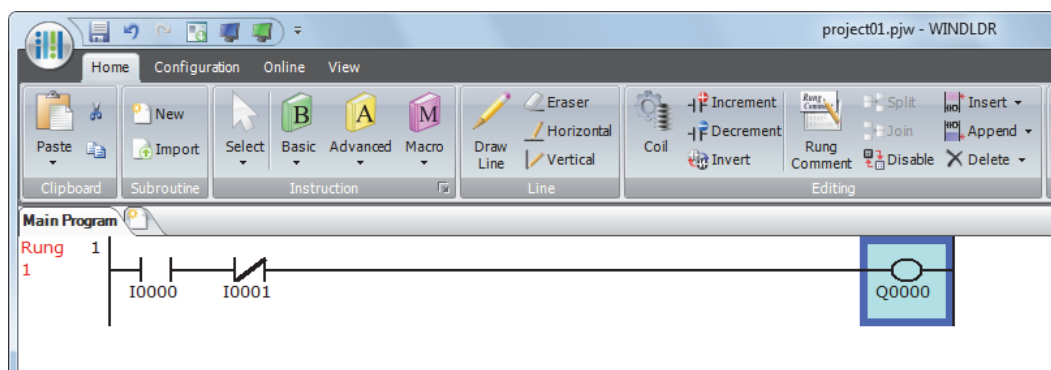 project01.pjw - WINDLDR
Home Configuration Online View
Paste New Import Select Basic Advanced Macro Draw Line Eraser Horizontal Vertical Coil Increment Decrement Invert Rung Comment Split Join Disable Insert Append Delete
B A M
Clipboard Subroutine Instruction Line Editing
Main Program
Rung 1
1
I0000 I0001 Q0000